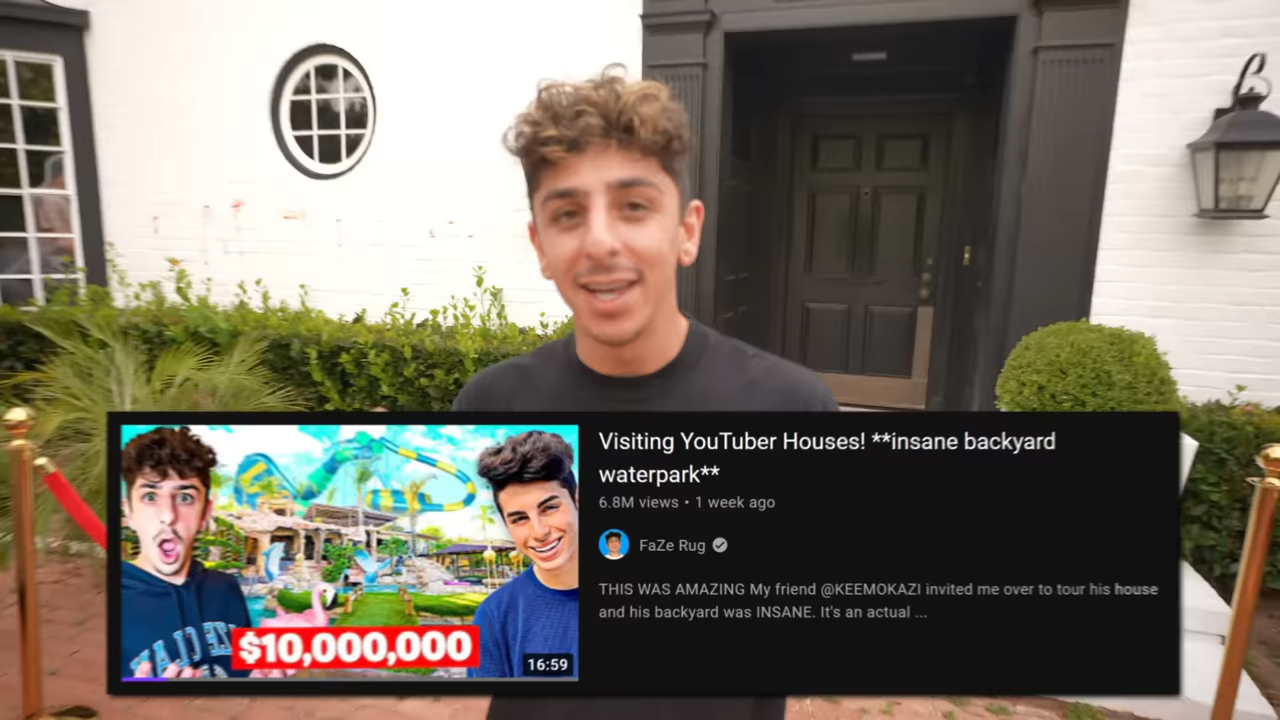 Visiting YouTuber Houses! **insane backyard
waterpark**
6.8M views • 1 week ago
FaZe Rug
THIS WAS AMAZING My friend @KEEMOKAZI invited me over to tour his house
and his backyard was INSANE. It's an actual ...
$10,000,000
16:59